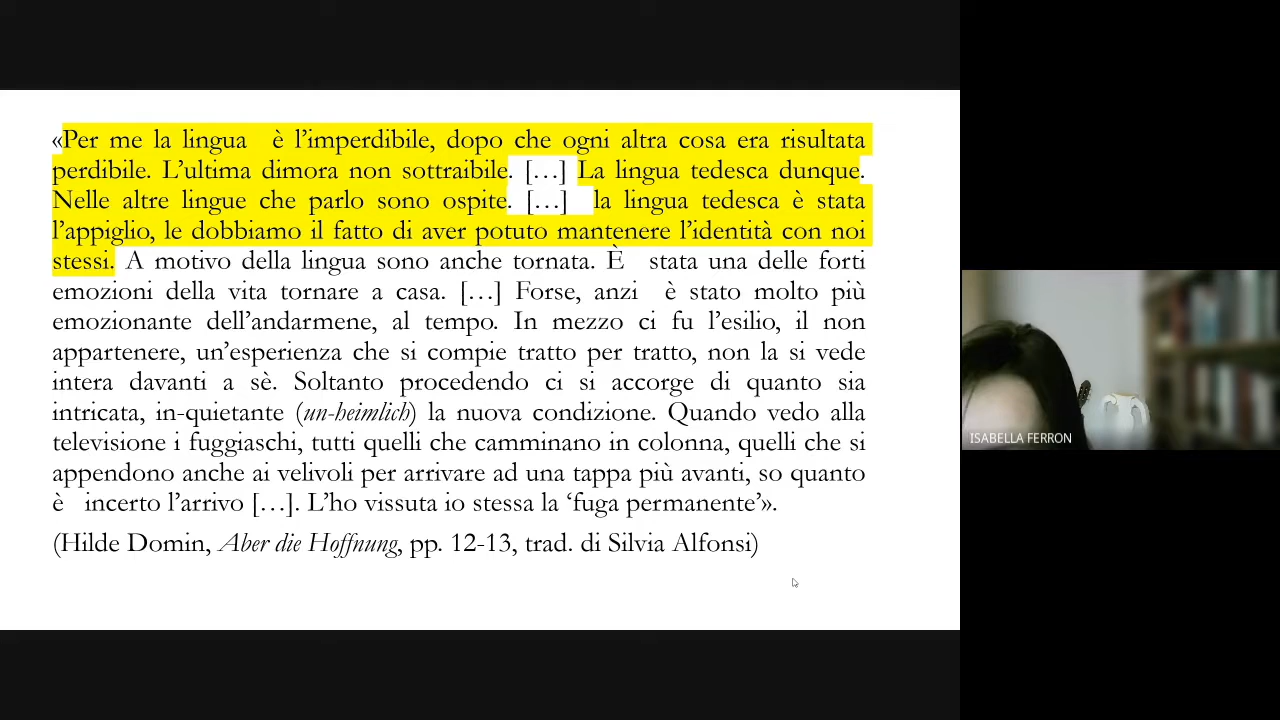 «Per me la lingua è l’imperdibile, dopo che ogni altra cosa era risultata
perdibile. L’ultima dimora non sottraibile. […] La lingua tedesca dunque.
Nelle altre lingue che parlo sono ospite. […] la lingua tedesca è stata
l’appiglio, le dobbiamo il fatto di aver potuto mantenere l’identità con noi
stessi. A motivo della lingua sono anche tornata. È stata una delle forti
emozioni della vita tornare a casa. […] Forse, anzi è stato molto più
emozionante dell’andarmene, al tempo. In mezzo ci fu l’esilio, il non
appartenere, un’esperienza che si compie tratto per tratto, non la si vede
intera davanti a sè. Soltanto procedendo ci si accorge di quanto sia
intricata, in-quietante (un-heimlich) la nuova condizione. Quando vedo alla
televisione i fuggiaschi, tutti quelli che camminano in colonna, quelli che si
appendono anche ai velivoli per arrivare ad una tappa più avanti, so quanto
è incerto l’arrivo […]. L’ho vissuta io stessa la ‘fuga permanente’».
(Hilde Domin, Aber die Hoffnung, pp. 12-13, trad. di Silvia Alfonsi)
ISABELLA FERRON